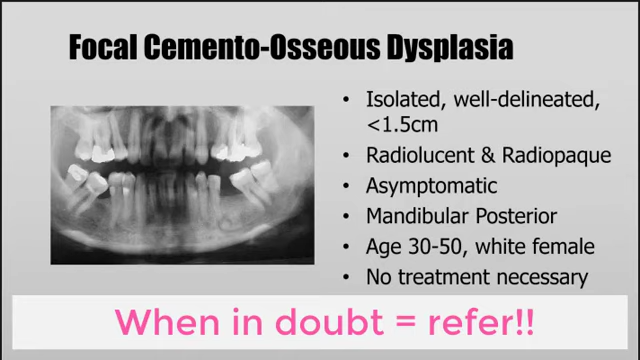 Focal Cemento-Osseous Dysplasia
• Isolated, well-delineated,
<1.5cm
• Radiolucent & Radiopaque
• Asymptomatic
• Mandibular Posterior
• Age 30-50, white female
• No treatment necessary
When in doubt = refer!!